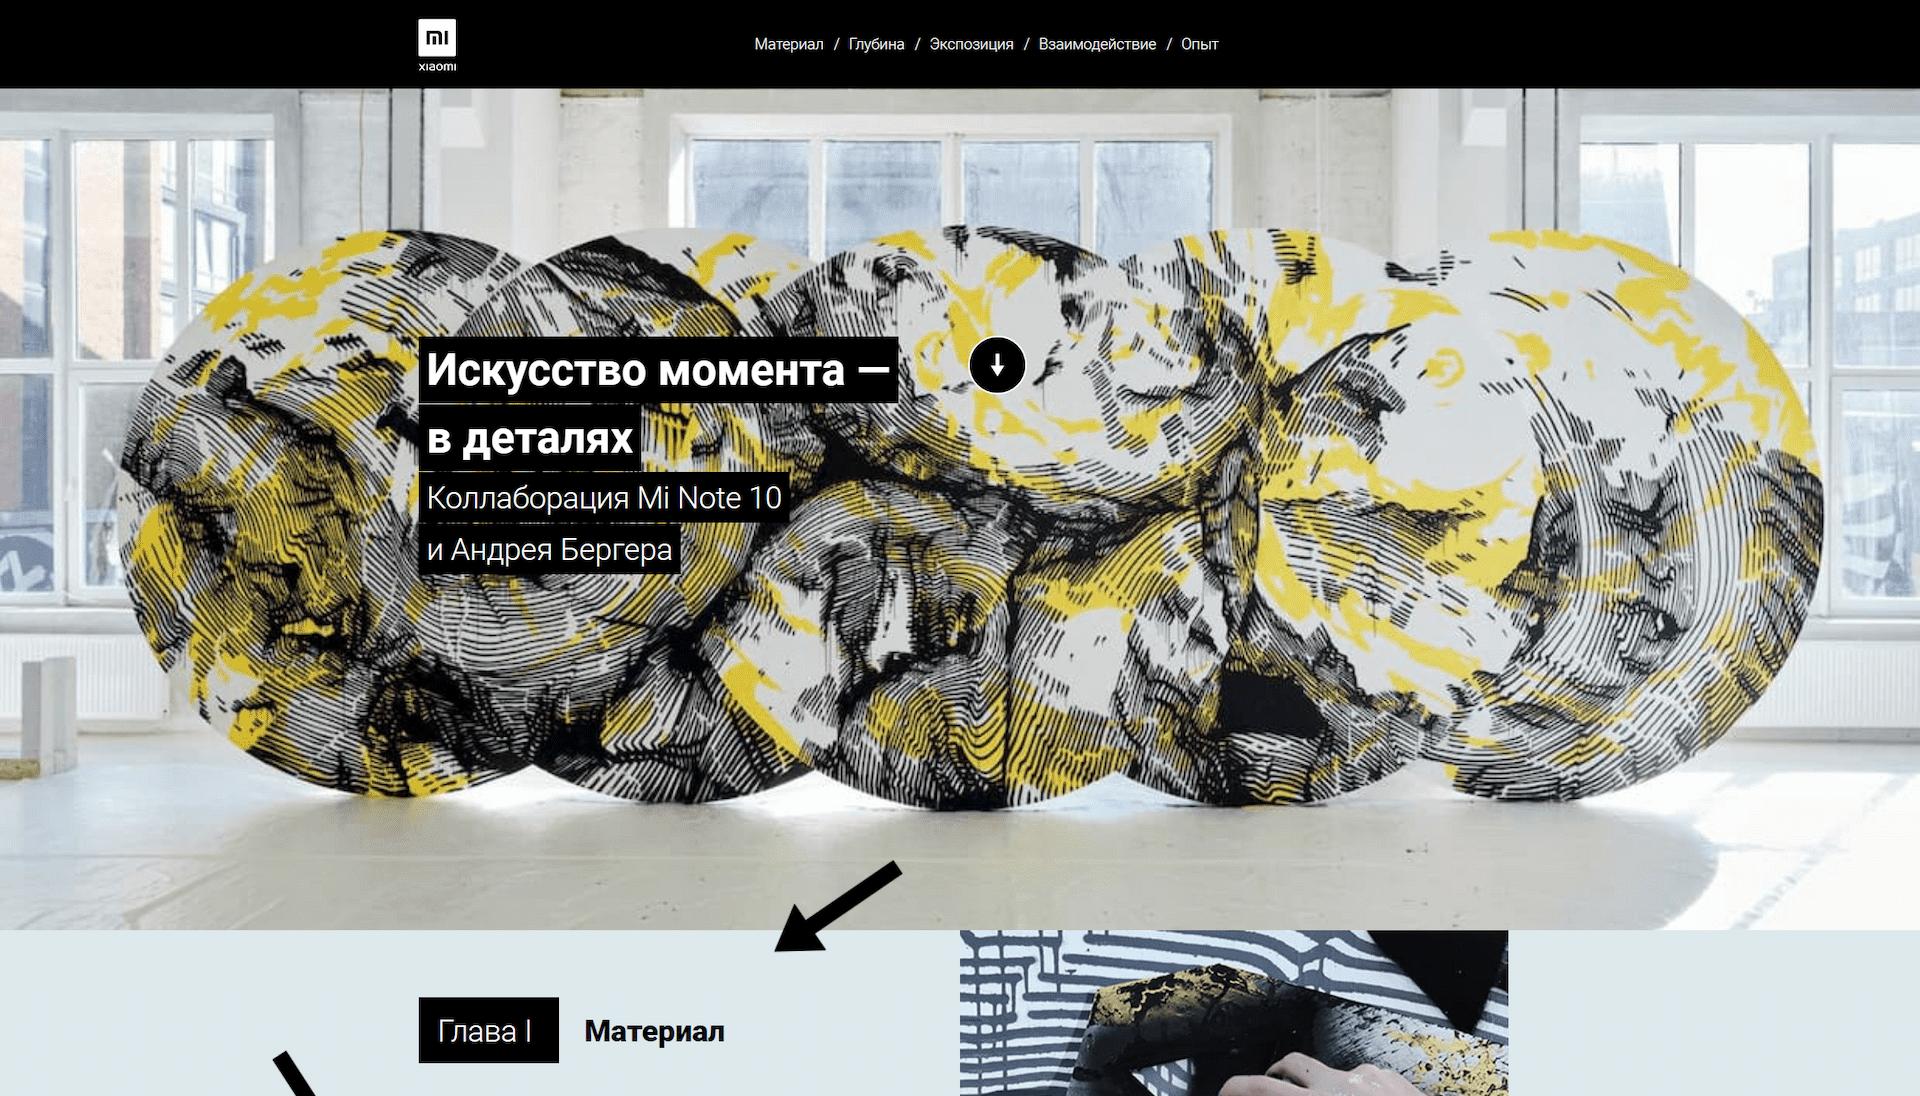 mi
xiaomi
Материал / Глубина / Экспозиция / Взаимодействие / Опыт
Искусство момента —
в деталях
Коллаборация Mi Note 10
и Андрея Бергера
Глава I
Материал